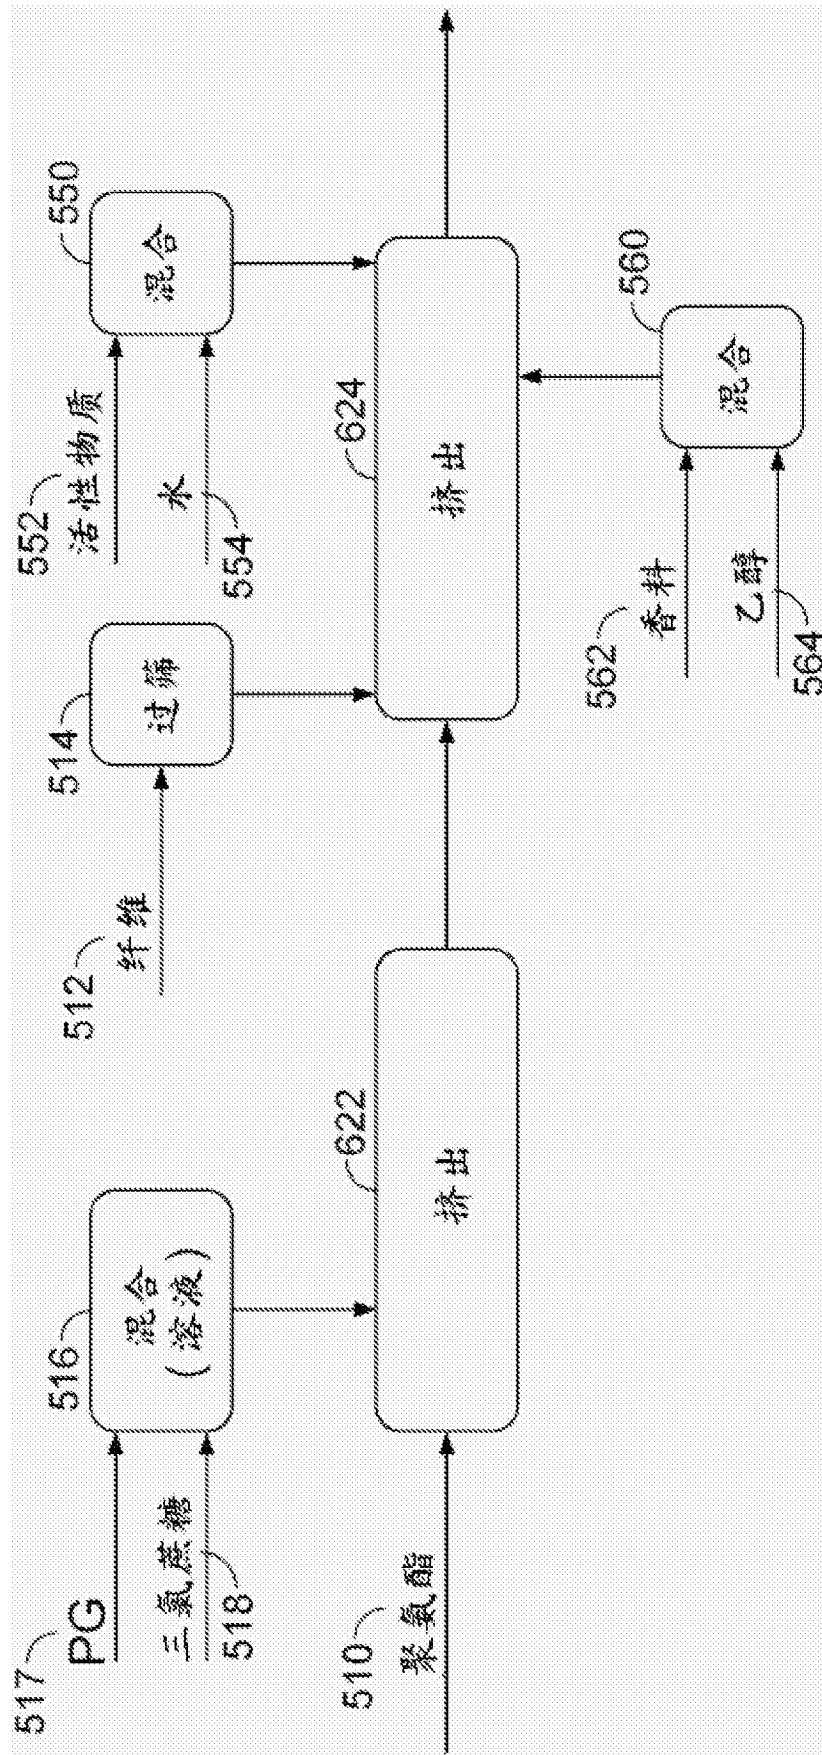 517
PG
三氯蔗糖
518
516
混合
(溶液)
510
聚氨酯
622
挤出
512
纤维
514
过筛
552
活性物质
水
554
550
混合
624
挤出
562
香料
乙醇
564
560
混合